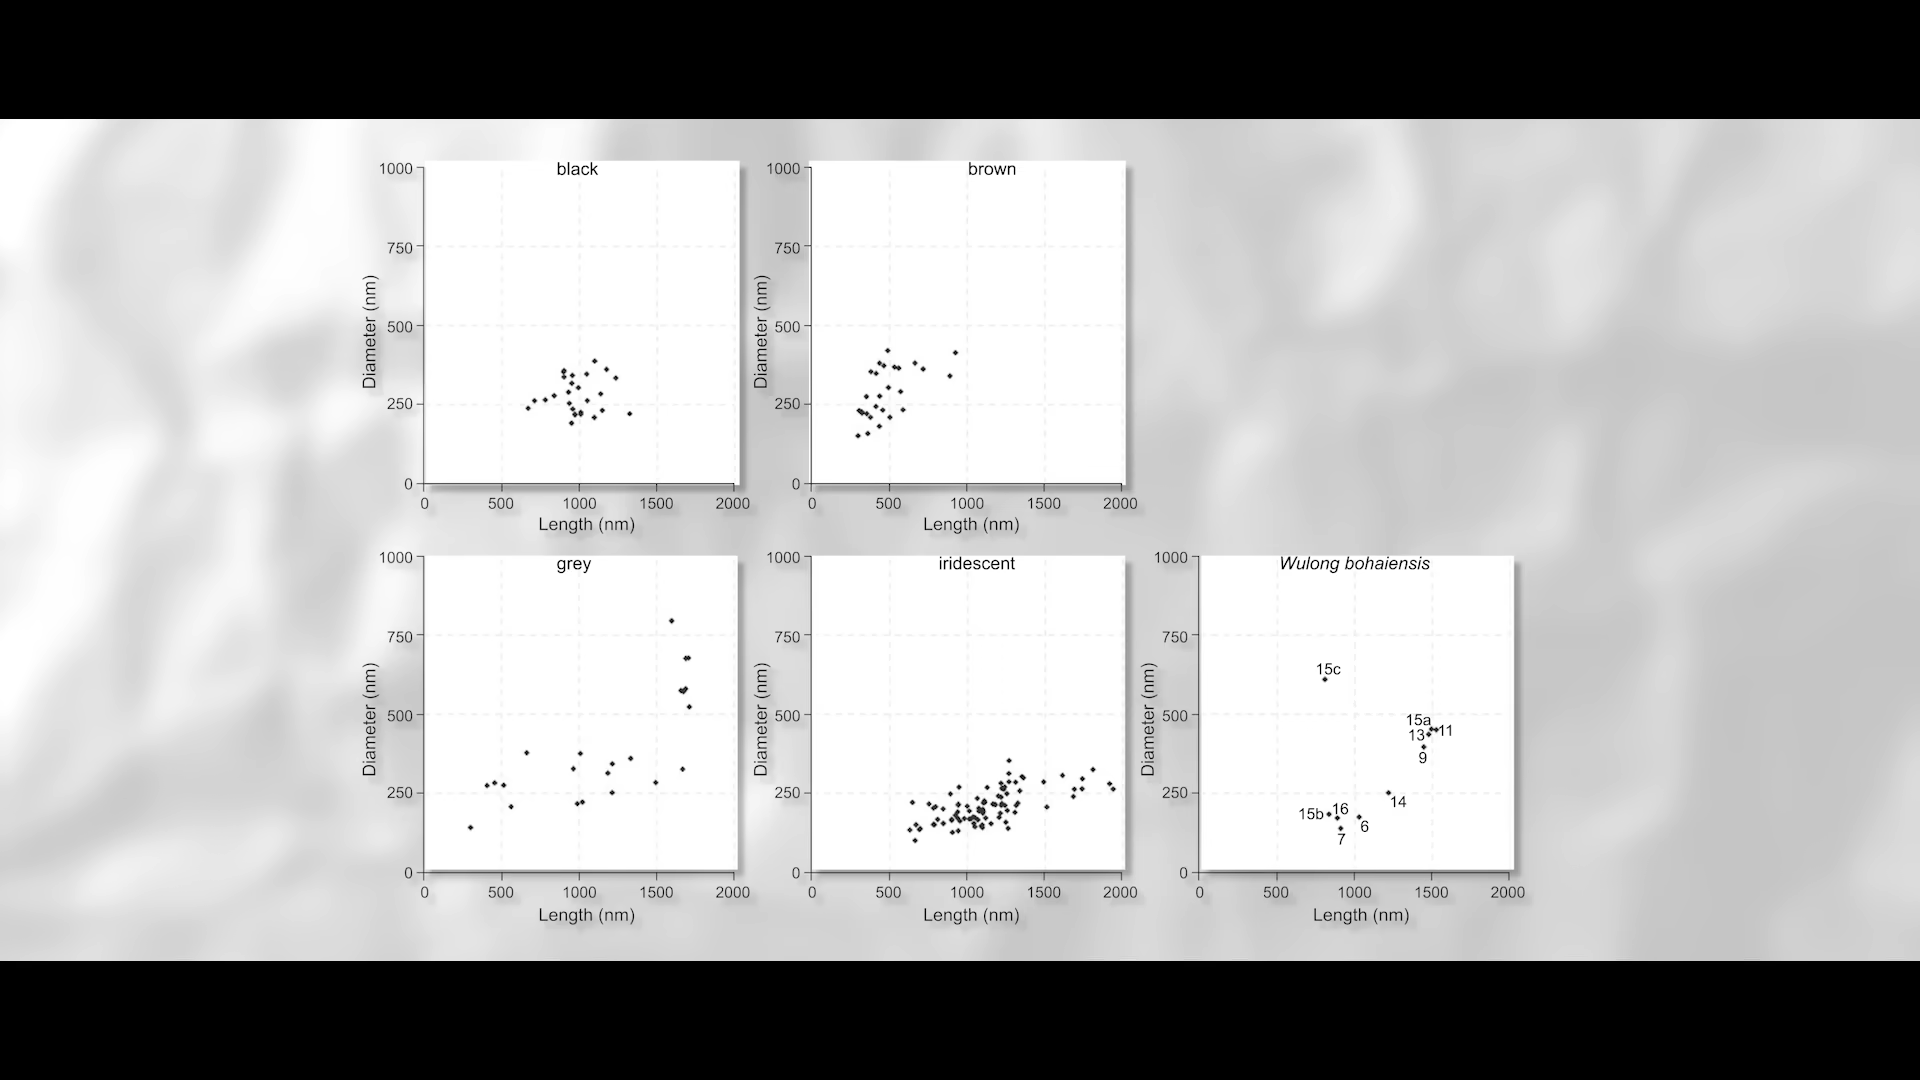 black
1000
750
500
250
0
Diameter (nm)
0 500 1000 1500 2000
Length (nm)
brown
1000
750
500
250
0
Diameter (nm)
0 500 1000 1500 2000
Length (nm)
grey
1000
750
500
250
0
Diameter (nm)
0 500 1000 1500 2000
Length (nm)
iridescent
1000
750
500
250
0
Diameter (nm)
0 500 1000 1500 2000
Length (nm)
Wulong bohaiensis
1000
750
500
250
0
Diameter (nm)
15c
15a
13 11
9
14
15b 16
6
7
0 500 1000 1500 2000
Length (nm)